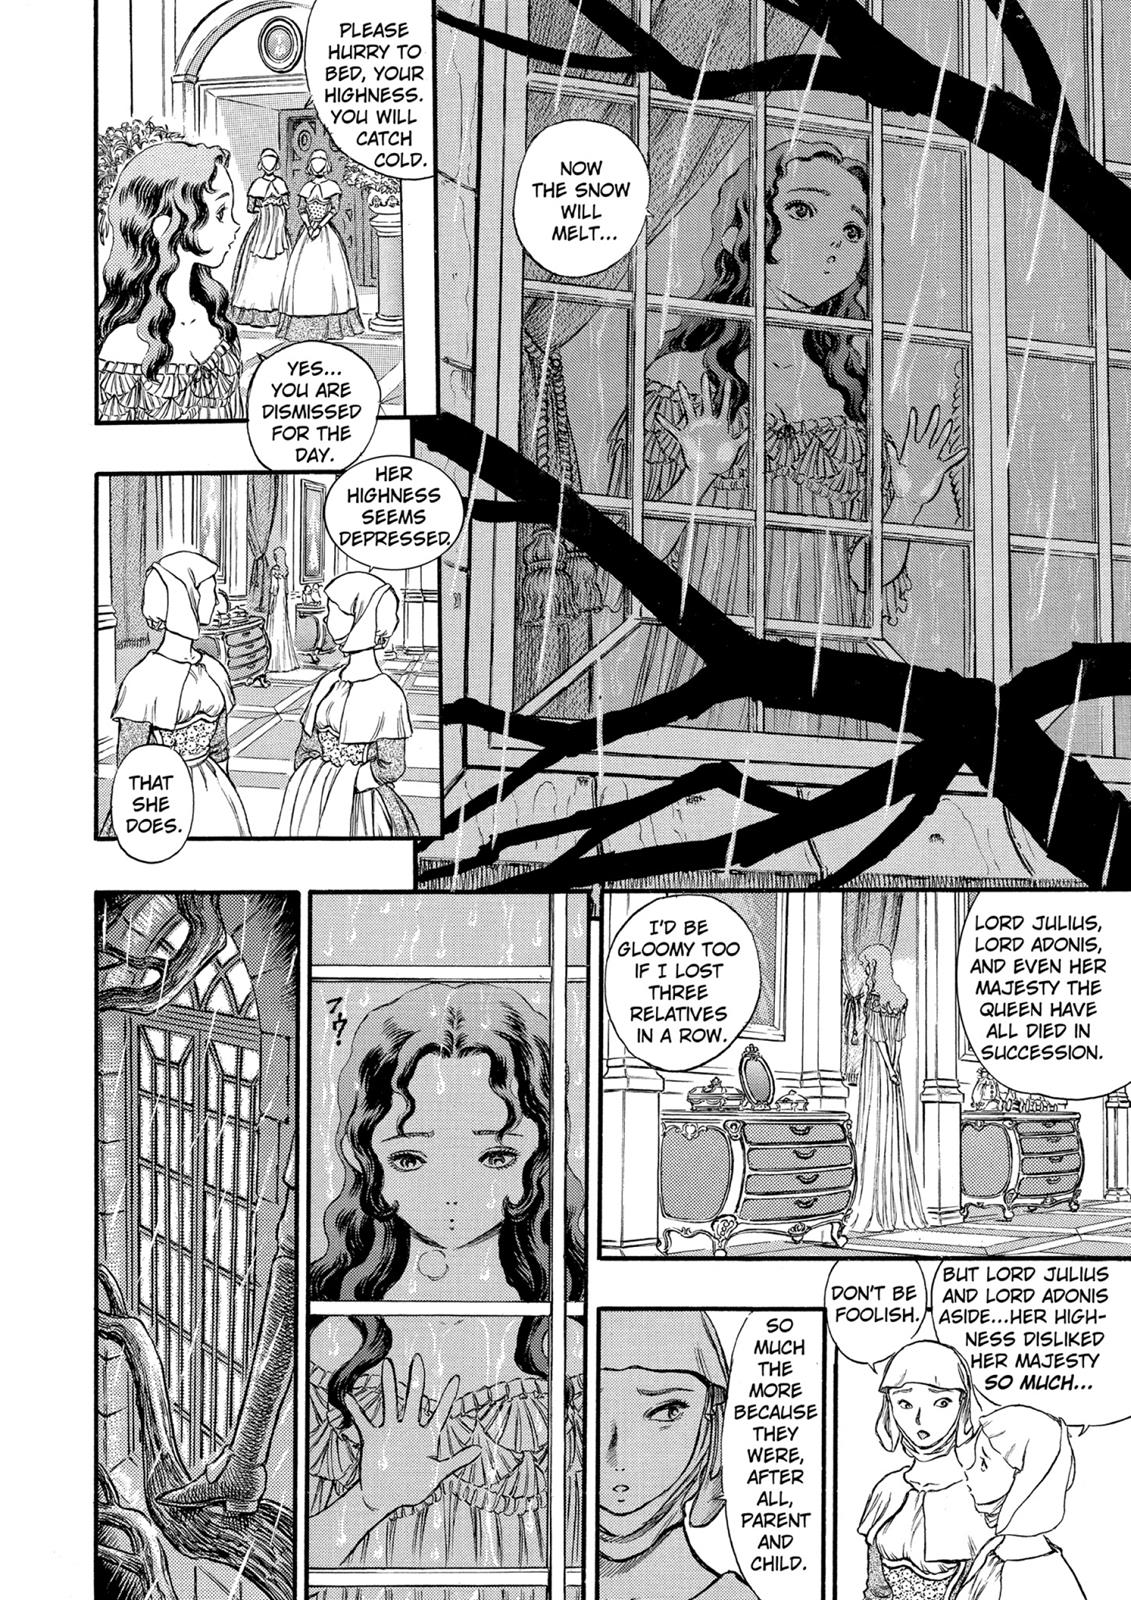 NOW
THE SNOW
WILL
MELT...
PLEASE
HURRY TO
BED, YOUR
HIGHNESS.
YOU WILL
CATCH
COLD.
YES...
YOU ARE
DISMISSED
FOR THE
DAY.
HER
HIGHNESS
SEEMS
DEPRESSED.
THAT
SHE
DOES.
LORD JULIUS,
LORD ADONIS,
AND EVEN HER
MAJESTY THE
QUEEN HAVE
ALL DIED IN
SUCCESSION.
I'D BE
GLOOMY TOO
IF I LOST
THREE
RELATIVES
IN A ROW.
BUT LORD JULIUS
AND LORD ADONIS
ASIDE...HER HIGH-
NESS DISLIKED
HER MAJESTY
SO MUCH...
DON'T BE
FOOLISH.
SO
MUCH
THE
MORE
BECAUSE
THEY
WERE,
AFTER
ALL,
PARENT
AND
CHILD.
フウ?